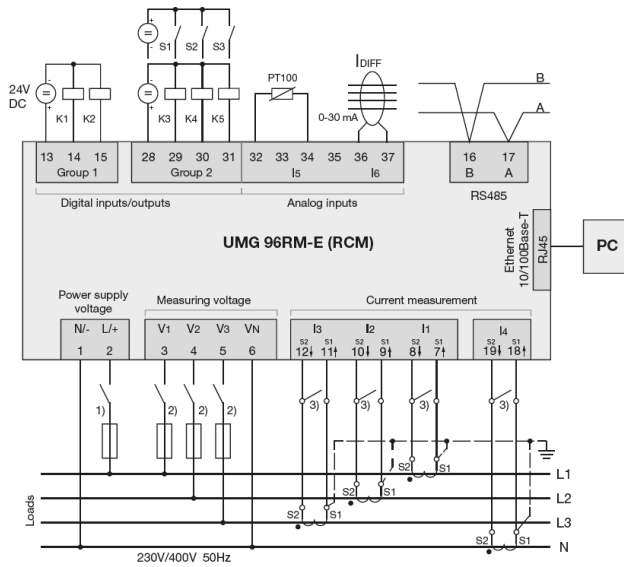 S1 S2 S3
24V
DC
K1 K2
K3 K4 K5
PT100
IDIFF
0-30 mA
B
A
13 14 15
Group 1
28 29 30 31
Group 2
32 33 34 35 36 37
I5 I6
16 17
B A
RS485
Digital inputs/outputs
Analog inputs
UMG 96RM-E (RCM)
Ethernet
10/100Base-T
RJ45
PC
Power supply
voltage
Measuring voltage
Current measurement
N/- L/+
1 2
V1 V2 V3 VN
3 4 5 6
I3 I2 I1
S2 S1 S2 S1 S2 S1
12 11 10 9 8 7
I4
S2 S1
19 18
1) 2) 2) 2) 3) 3) 3) 3)
S2 S1
L1
S2 S1
L2
S2 S1
L3
S2 S1
N
Loads
230V/400V 50Hz